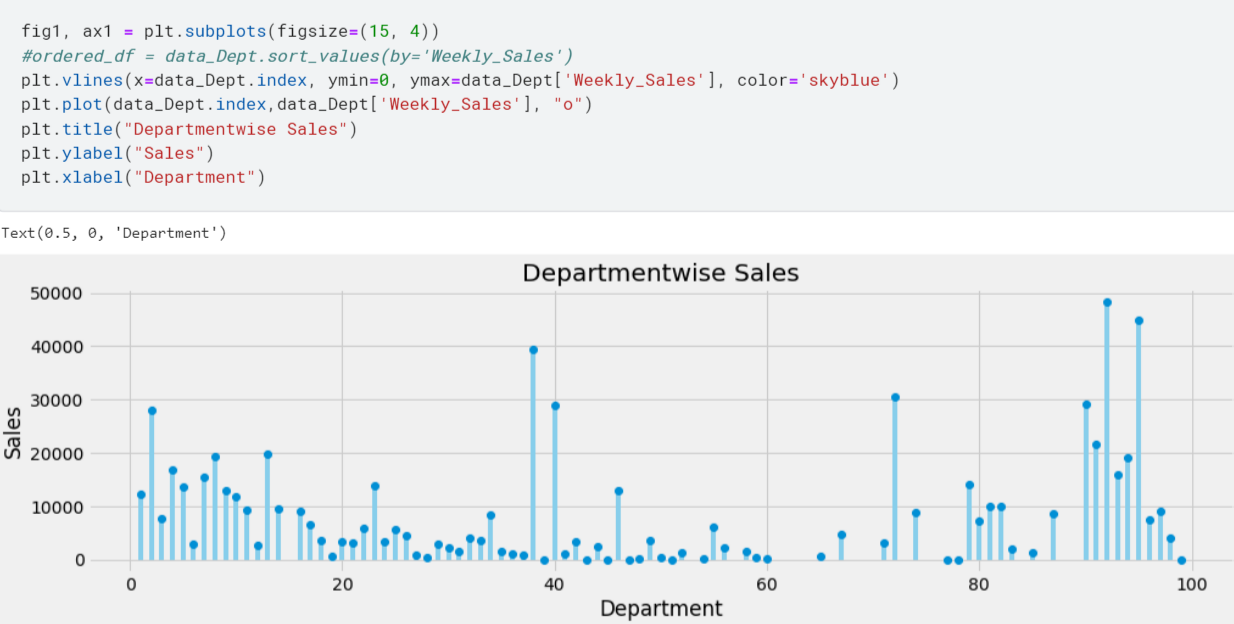 fig1, ax1 = plt.subplots(figsize=(15, 4))
#ordered_df = data_Dept.sort_values(by='Weekly_Sales')
plt.vlines(x=data_Dept.index, ymin=0, ymax=data_Dept['Weekly_Sales'], color='skyblue')
plt.plot(data_Dept.index,data_Dept['Weekly_Sales'], "o")
plt.title("Departmentwise Sales")
plt.ylabel("Sales")
plt.xlabel("Department")
Text(0.5, 0, 'Department')
Departmentwise Sales
50000
40000
30000
20000
10000
0
Sales
0 20 40 60 80 100
Department